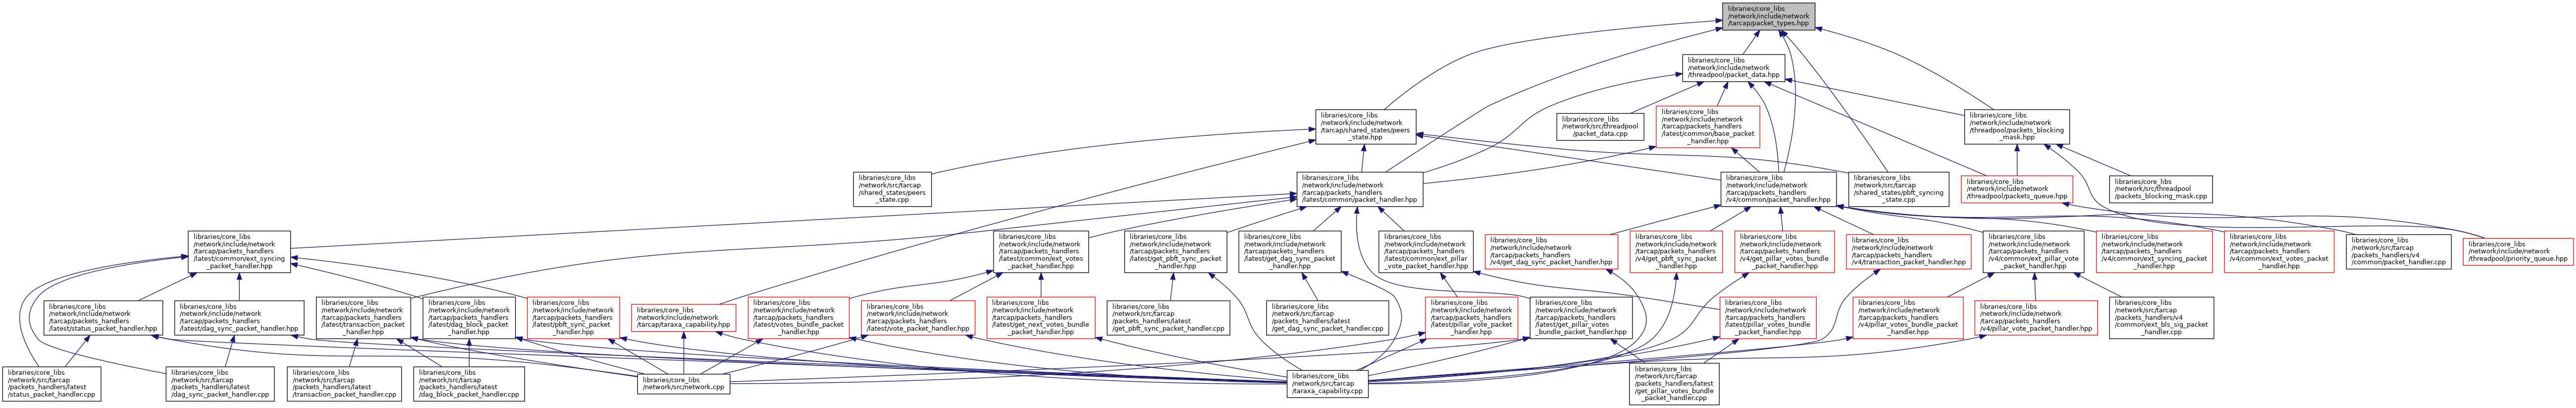 libraries/core_libs
/network/include/network
/tarcap/packet_types.hpp
libraries/core_libs
/network/include/network
/threadpool/packet_data.hpp
libraries/core_libs
/network/include/network
/tarcap/shared_states/peers
_state.hpp
libraries/core_libs
/network/src/threadpool
/packet_data.cpp
libraries/core_libs
/network/include/network
/tarcap/packets_handlers
/latest/common/base_packet
_handler.hpp
libraries/core_libs
/network/include/network
/threadpool/packets_blocking
_mask.hpp
libraries/core_libs
/network/src/tarcap
/shared_states/peers
_state.cpp
libraries/core_libs
/network/include/network
/tarcap/packets_handlers
/latest/common/packet_handler.hpp
libraries/core_libs
/network/include/network
/tarcap/packets_handlers
/v4/common/packet_handler.hpp
libraries/core_libs
/network/src/tarcap
/shared_states/pbft_syncing
_state.cpp
libraries/core_libs
/network/include/network
/threadpool/packets_queue.hpp
libraries/core_libs
/network/src/threadpool
/packets_blocking_mask.cpp
libraries/core_libs
/network/include/network
/tarcap/packets_handlers
/latest/common/ext_syncing
_packet_handler.hpp
libraries/core_libs
/network/include/network
/tarcap/packets_handlers
/latest/common/ext_votes
_packet_handler.hpp
libraries/core_libs
/network/include/network
/tarcap/packets_handlers
/latest/get_pbft_sync_packet
_handler.hpp
libraries/core_libs
/network/include/network
/tarcap/packets_handlers
/latest/get_dag_sync_packet
_handler.hpp
libraries/core_libs
/network/include/network
/tarcap/packets_handlers
/latest/common/ext_pillar
_vote_packet_handler.hpp
libraries/core_libs
/network/include/network
/tarcap/packets_handlers
/v4/get_dag_sync_packet_handler.hpp
libraries/core_libs
/network/include/network
/tarcap/packets_handlers
/v4/get_pbft_sync_packet
_handler.hpp
libraries/core_libs
/network/include/network
/tarcap/packets_handlers
/v4/get_pillar_votes_bundle
_packet_handler.hpp
libraries/core_libs
/network/include/network
/tarcap/packets_handlers
/v4/transaction_packet_handler.hpp
libraries/core_libs
/network/include/network
/tarcap/packets_handlers
/v4/common/ext_pillar_vote
_packet_handler.hpp
libraries/core_libs
/network/include/network
/tarcap/packets_handlers
/v4/common/ext_syncing_packet
_handler.hpp
libraries/core_libs
/network/include/network
/tarcap/packets_handlers
/v4/common/ext_votes_packet
_handler.hpp
libraries/core_libs
/network/src/tarcap
/packets_handlers/v4
/common/packet_handler.cpp
libraries/core_libs
/network/include/network
/threadpool/priority_queue.hpp
libraries/core_libs
/network/include/network
/tarcap/packets_handlers
/latest/status_packet_handler.hpp
libraries/core_libs
/network/include/network
/tarcap/packets_handlers
/latest/dag_sync_packet_handler.hpp
libraries/core_libs
/network/include/network
/tarcap/packets_handlers
/latest/transaction_packet
_handler.hpp
libraries/core_libs
/network/include/network
/tarcap/packets_handlers
/latest/dag_block_packet
_handler.hpp
libraries/core_libs
/network/include/network
/tarcap/packets_handlers
/latest/pbft_sync_packet
_handler.hpp
libraries/core_libs
/network/include/network
/tarcap/taraxa_capability.hpp
libraries/core_libs
/network/include/network
/tarcap/packets_handlers
/latest/votes_bundle_packet
_handler.hpp
libraries/core_libs
/network/include/network
/tarcap/packets_handlers
/latest/vote_packet_handler.hpp
libraries/core_libs
/network/include/network
/tarcap/packets_handlers
/latest/get_next_votes_bundle
_packet_handler.hpp
libraries/core_libs
/network/src/tarcap
/packets_handlers/latest
/get_pbft_sync_packet_handler.cpp
libraries/core_libs
/network/src/tarcap
/packets_handlers/latest
/get_dag_sync_packet_handler.cpp
libraries/core_libs
/network/include/network
/tarcap/packets_handlers
/latest/pillar_vote_packet
_handler.hpp
libraries/core_libs
/network/include/network
/tarcap/packets_handlers
/latest/get_pillar_votes
_bundle_packet_handler.hpp
libraries/core_libs
/network/include/network
/tarcap/packets_handlers
/latest/pillar_votes_bundle
_packet_handler.hpp
libraries/core_libs
/network/include/network
/tarcap/packets_handlers
/v4/pillar_votes_bundle_packet
_handler.hpp
libraries/core_libs
/network/include/network
/tarcap/packets_handlers
/v4/pillar_vote_packet_handler.hpp
libraries/core_libs
/network/src/tarcap
/packets_handlers/v4
/common/ext_bls_sig_packet
_handler.cpp
libraries/core_libs
/network/src/tarcap
/packets_handlers/latest
/status_packet_handler.cpp
libraries/core_libs
/network/src/tarcap
/packets_handlers/latest
/dag_sync_packet_handler.cpp
libraries/core_libs
/network/src/tarcap
/packets_handlers/latest
/transaction_packet_handler.cpp
libraries/core_libs
/network/src/tarcap
/packets_handlers/latest
/dag_block_packet_handler.cpp
libraries/core_libs
/network/src/network.cpp
libraries/core_libs
/network/src/tarcap
/taraxa_capability.cpp
libraries/core_libs
/network/src/tarcap
/packets_handlers/latest
/get_pillar_votes_bundle
_packet_handler.cpp